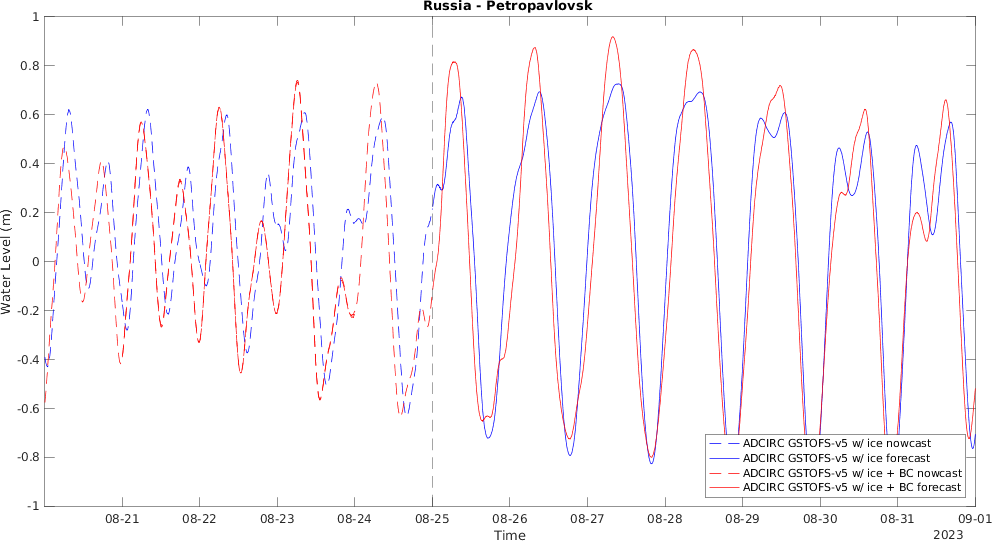 Russia - Petropavlovsk
Water Level (m)
1
0.8
0.6
0.4
0.2
0
-0.2
-0.4
-0.6
-0.8
-1
ADCIRC GSTOFS-v5 w/ ice nowcast
ADCIRC GSTOFS-v5 w/ ice forecast
ADCIRC GSTOFS-v5 w/ ice + BC nowcast
ADCIRC GSTOFS-v5 w/ ice + BC forecast
08-21 08-22 08-23 08-24 08-25 08-26 08-27 08-28 08-29 08-30 08-31 09-01
Time
2023